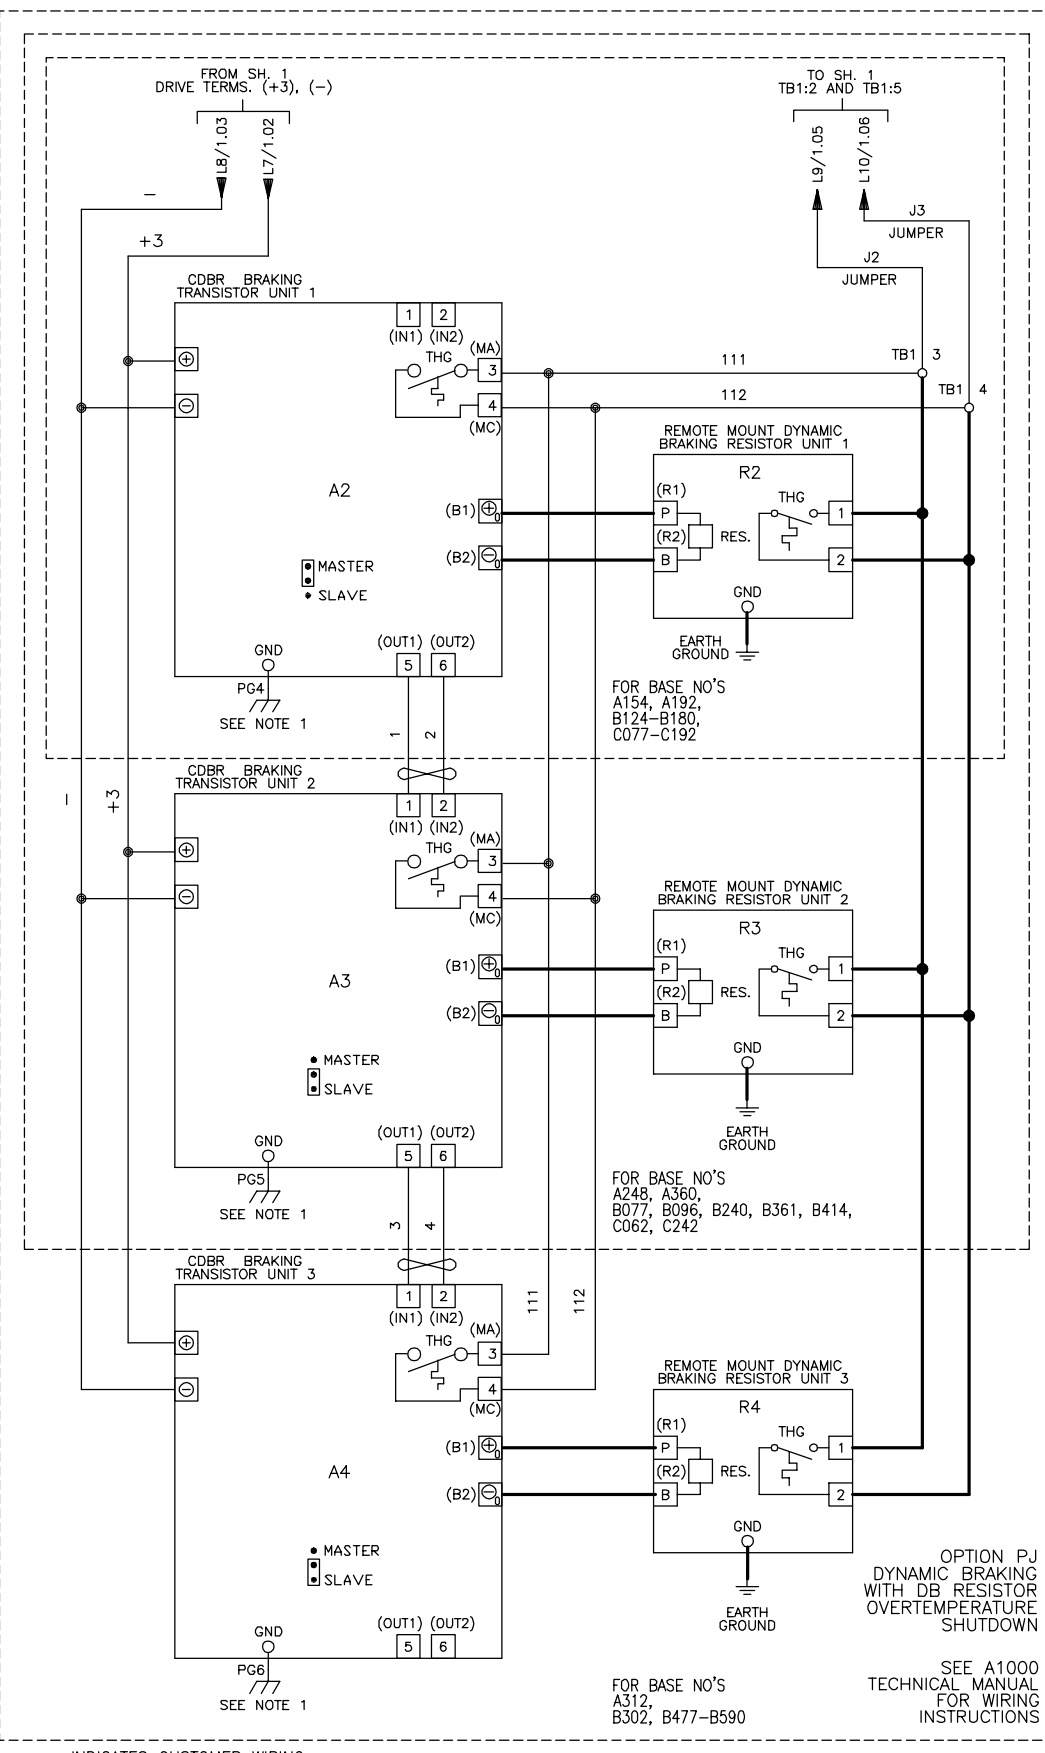 FROM SH. 1
DRIVE TERMS. (+3), (−)
L8/1.03
L7/1.02
TO SH. 1
TB1:2 AND TB1:5
L9/1.05
L10/1.06
−
+3
J3
JUMPER
J2
JUMPER
CDBR BRAKING
TRANSISTOR UNIT 1
1 2
(IN1) (IN2)
THG
(MA)
3
4
(MC)
111
112
TB1 3
TB1 4
A2
(B1)
(B2)
MASTER
SLAVE
(OUT1) (OUT2)
5 6
GND
PG4
SEE NOTE 1
REMOTE MOUNT DYNAMIC
BRAKING RESISTOR UNIT 1
R2
(R1)
P
(R2)
B
RES.
THG
1
2
GND
EARTH
GROUND
FOR BASE NO'S
A154, A192,
B124−B180,
C077−C192
1
2
−
+3
CDBR BRAKING
TRANSISTOR UNIT 2
1 2
(IN1) (IN2)
THG
(MA)
3
4
(MC)
A3
(B1)
(B2)
MASTER
SLAVE
(OUT1) (OUT2)
5 6
GND
PG5
SEE NOTE 1
REMOTE MOUNT DYNAMIC
BRAKING RESISTOR UNIT 2
R3
(R1)
P
(R2)
B
RES.
THG
1
2
GND
EARTH
GROUND
FOR BASE NO'S
A248, A360,
B077, B096, B240, B361, B414,
C062, C242
3
4
CDBR BRAKING
TRANSISTOR UNIT 3
1 2
(IN1) (IN2)
111
112
THG
(MA)
3
4
(MC)
A4
(B1)
(B2)
MASTER
SLAVE
(OUT1) (OUT2)
5 6
GND
PG6
SEE NOTE 1
REMOTE MOUNT DYNAMIC
BRAKING RESISTOR UNIT 3
R4
(R1)
P
(R2)
B
RES.
THG
1
2
GND
EARTH
GROUND
FOR BASE NO'S
A312,
B302, B477−B590
OPTION PJ
DYNAMIC BRAKING
WITH DB RESISTOR
OVERTEMPERATURE
SHUTDOWN
SEE A1000
TECHNICAL MANUAL
FOR WIRING
INSTRUCTIONS